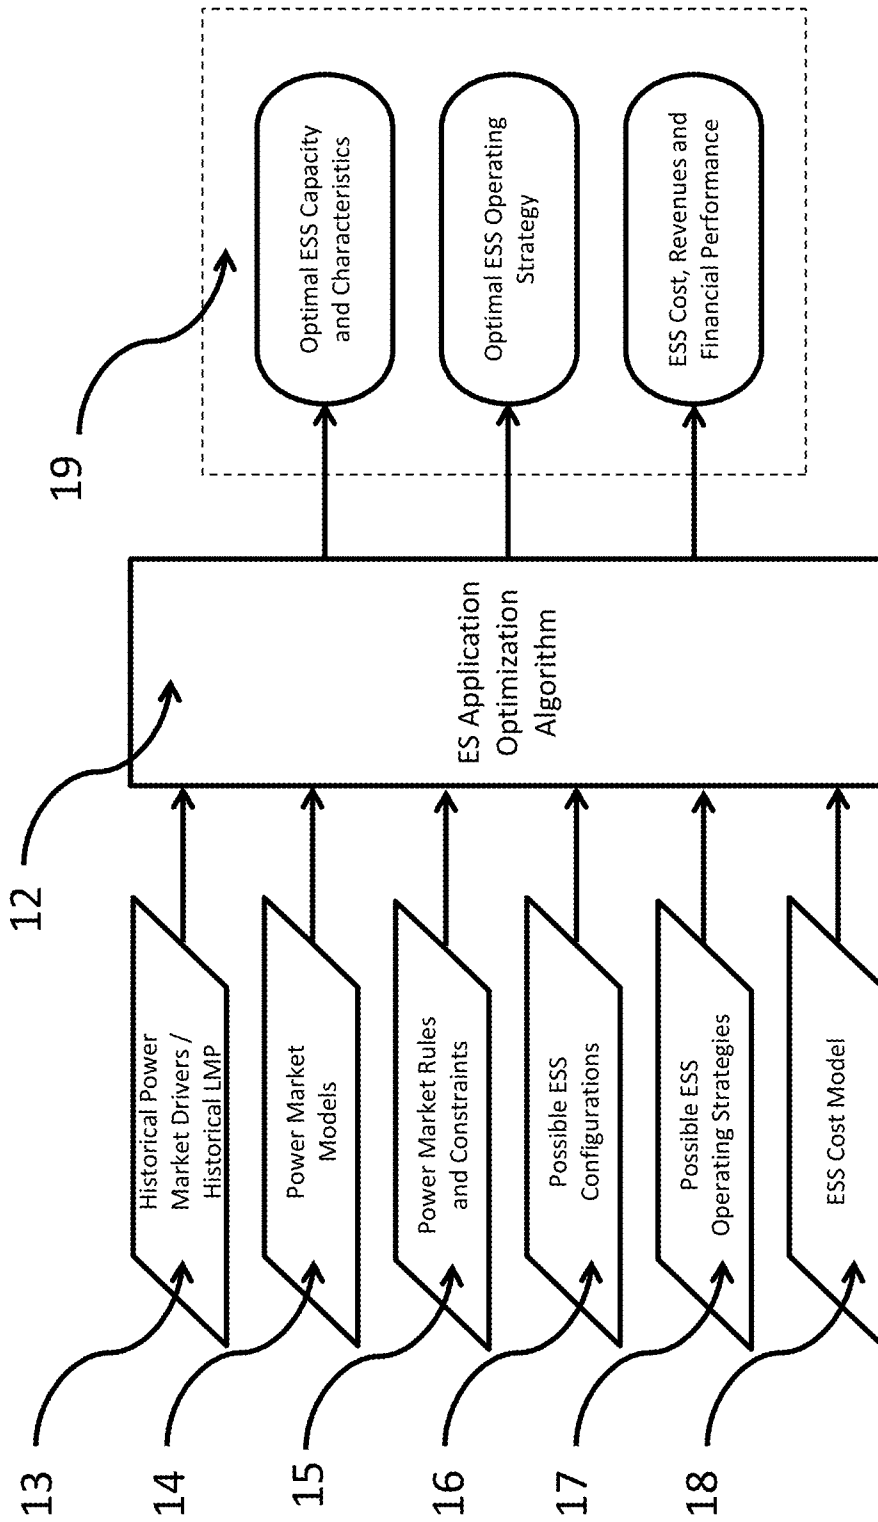 13
Historical Power
Market Drivers /
Historical LMP
14
Power Market
Models
15
Power Market Rules
and Constraints
16
Possible ESS
Configurations
17
Possible ESS
Operating Strategies
18
ESS Cost Model
12
ES Application
Optimization
Algorithm
19
Optimal ESS Capacity
and Characteristics
Optimal ESS Operating
Strategy
ESS Cost, Revenues and
Financial Performance